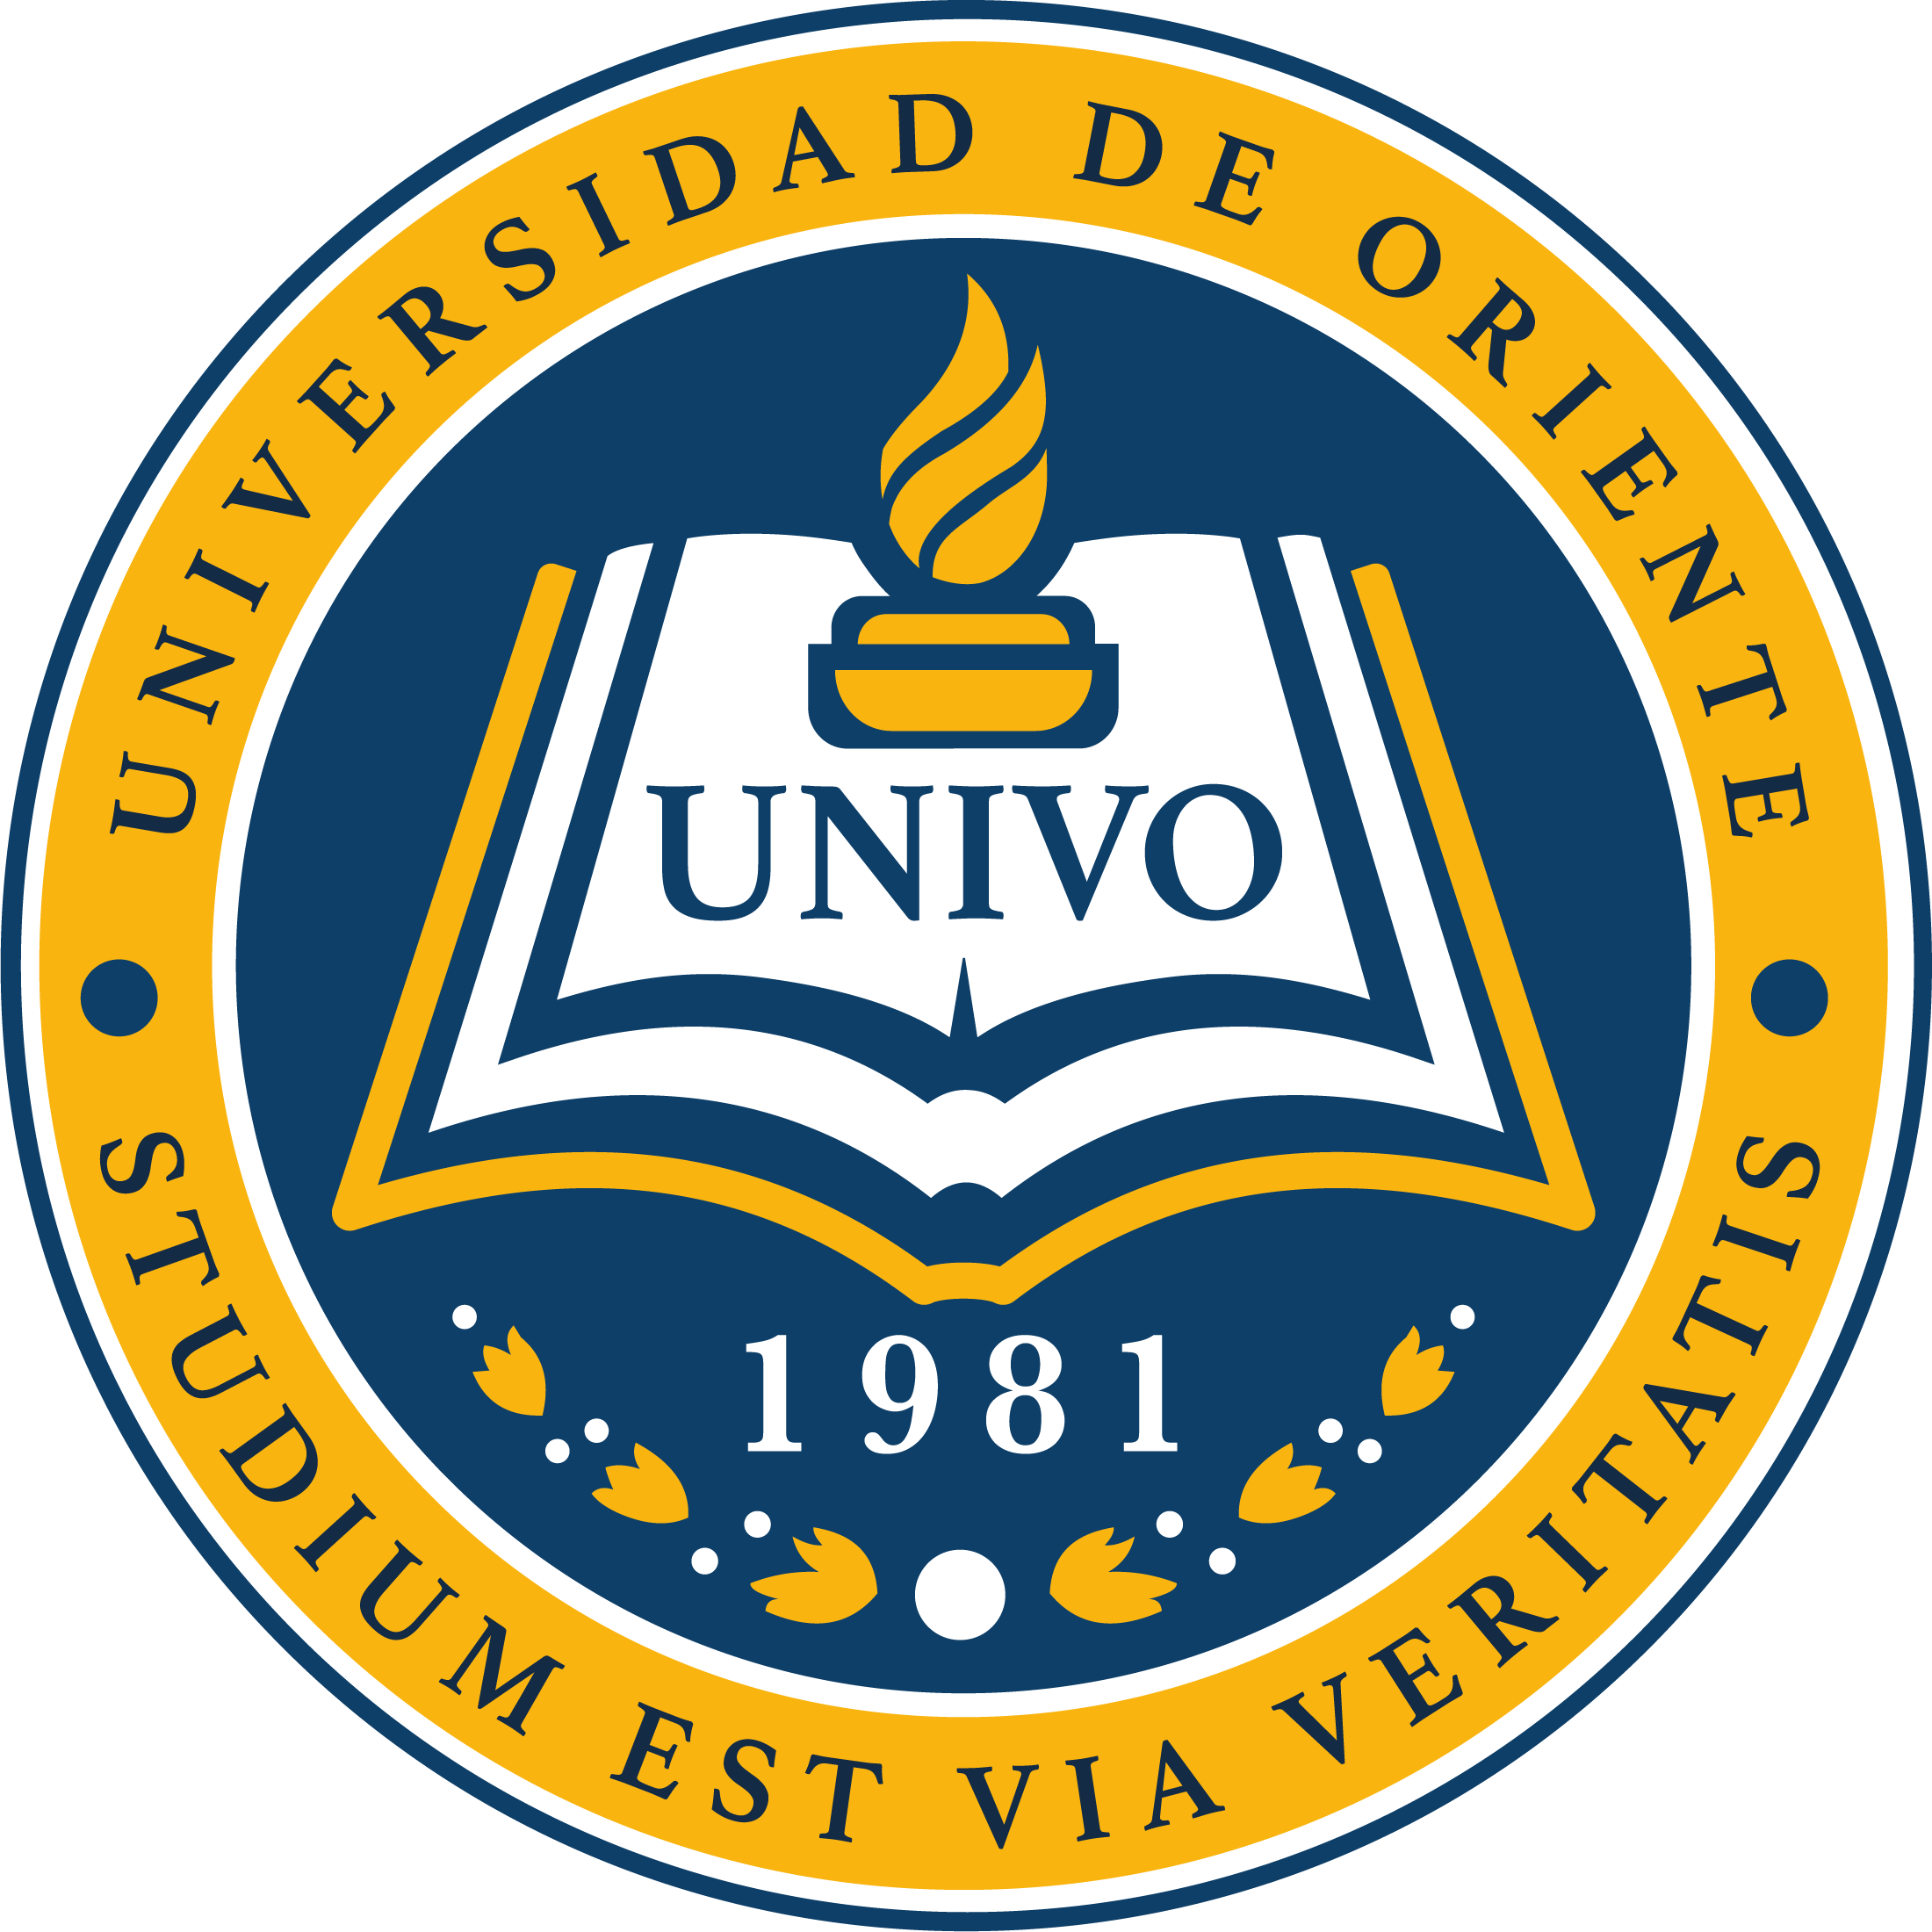 UNIVERSIDAD DE ORIENTE
UNIVO
1981
STUDIUM EST VIA VERITATIS